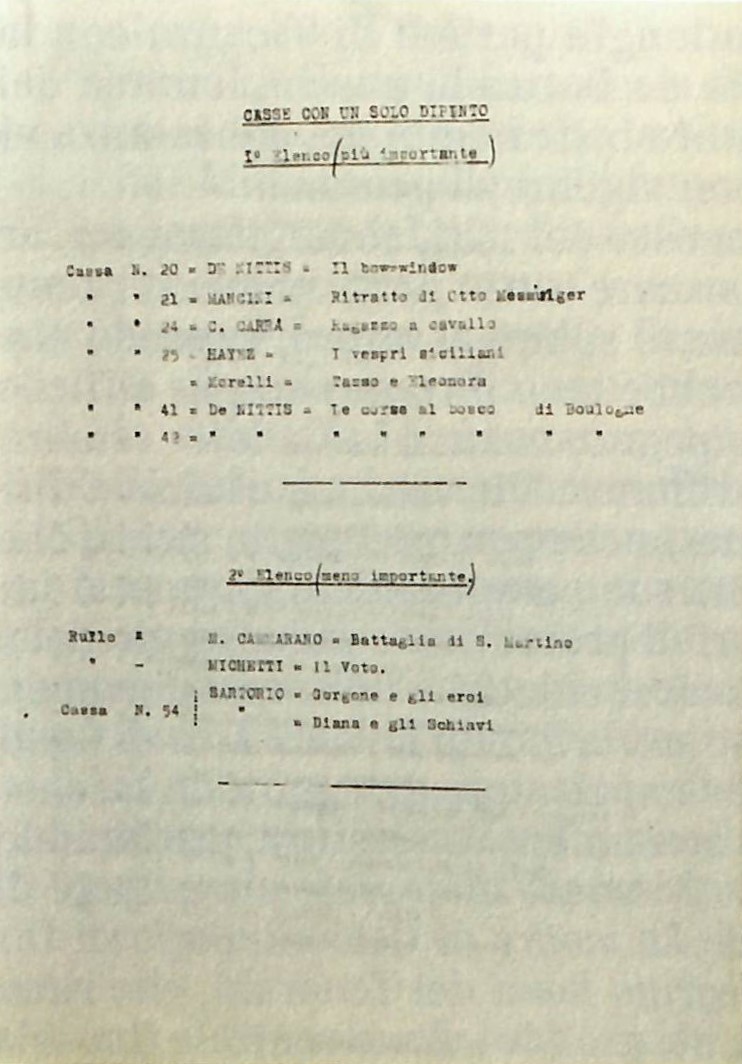 CASSE CON UN SOLO DIPINTO
Iº Elenco (più importante)
Cassa N. 20 = DE NITTIS = Il bow-window
" " 21 = MANCINI = Ritratto di Otto
" " 24 = C. CARRÀ = Ragazzo a cavallo
" " 25 - HAYEZ = I vespri siciliani
= Morelli = Tasso e Eleonora
" " 41 = De NITTIS = Le corse al bosco di Boulogne
" " 42 = " " " " " " " "
2º Elenco (meno importante.)
Rullo = M. CAMMARANO = Battaglia di S. Martino
" - MICHETTI = Il Voto.
SARTORIO = Gorgone e gli eroi
Cassa N. 54 " = Diana e gli Schiavi